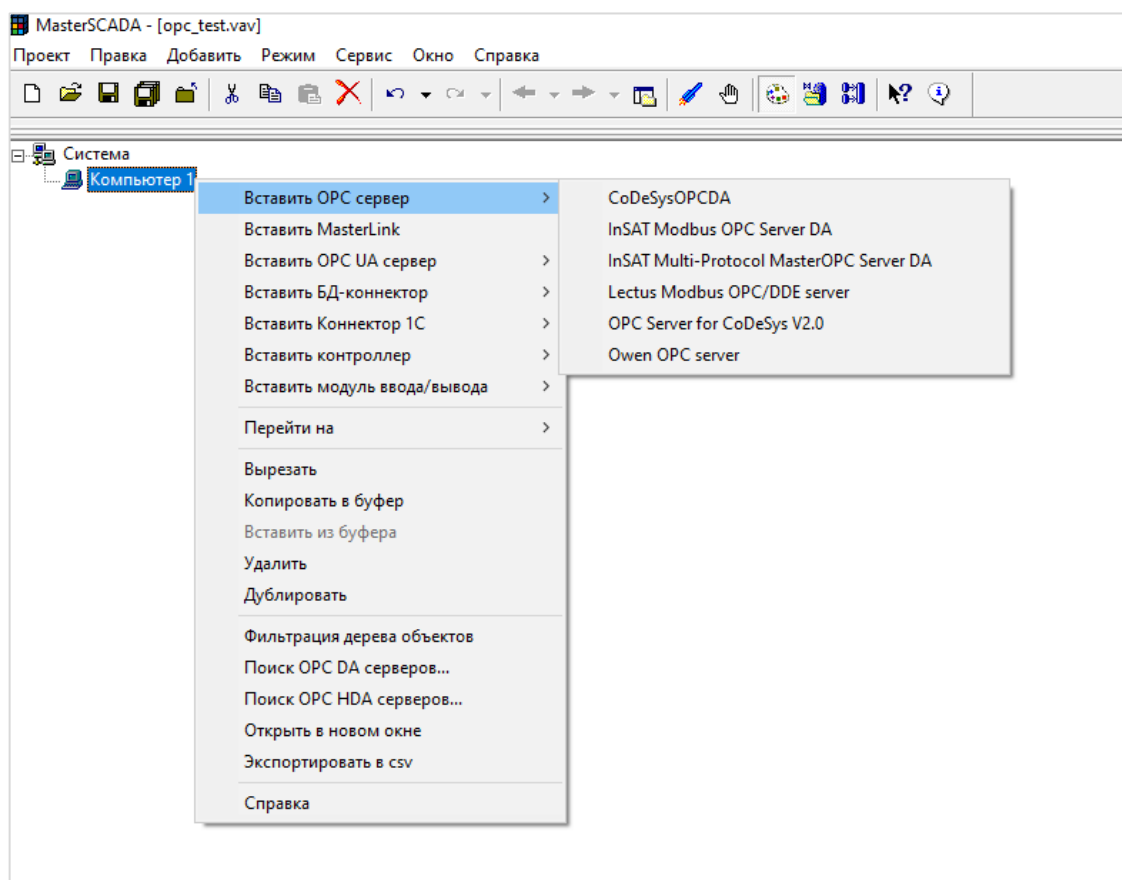 MasterSCADA - [opc_test.vav]
Проект Правка Добавить Режим Сервис Окно Справка
Система
Компьютер 1
Вставить OPC сервер
Вставить MasterLink
Вставить OPC UA сервер
Вставить БД-коннектор
Вставить Коннектор 1С
Вставить контроллер
Вставить модуль ввода/вывода
Перейти на
Вырезать
Копировать в буфер
Вставить из буфера
Удалить
Дублировать
Фильтрация дерева объектов
Поиск OPC DA серверов...
Поиск OPC HDA серверов...
Открыть в новом окне
Экспортировать в csv
Справка
CoDeSysOPCDA
InSAT Modbus OPC Server DA
InSAT Multi-Protocol MasterOPC Server DA
Lectus Modbus OPC/DDE server
OPC Server for CoDeSys V2.0
Owen OPC server